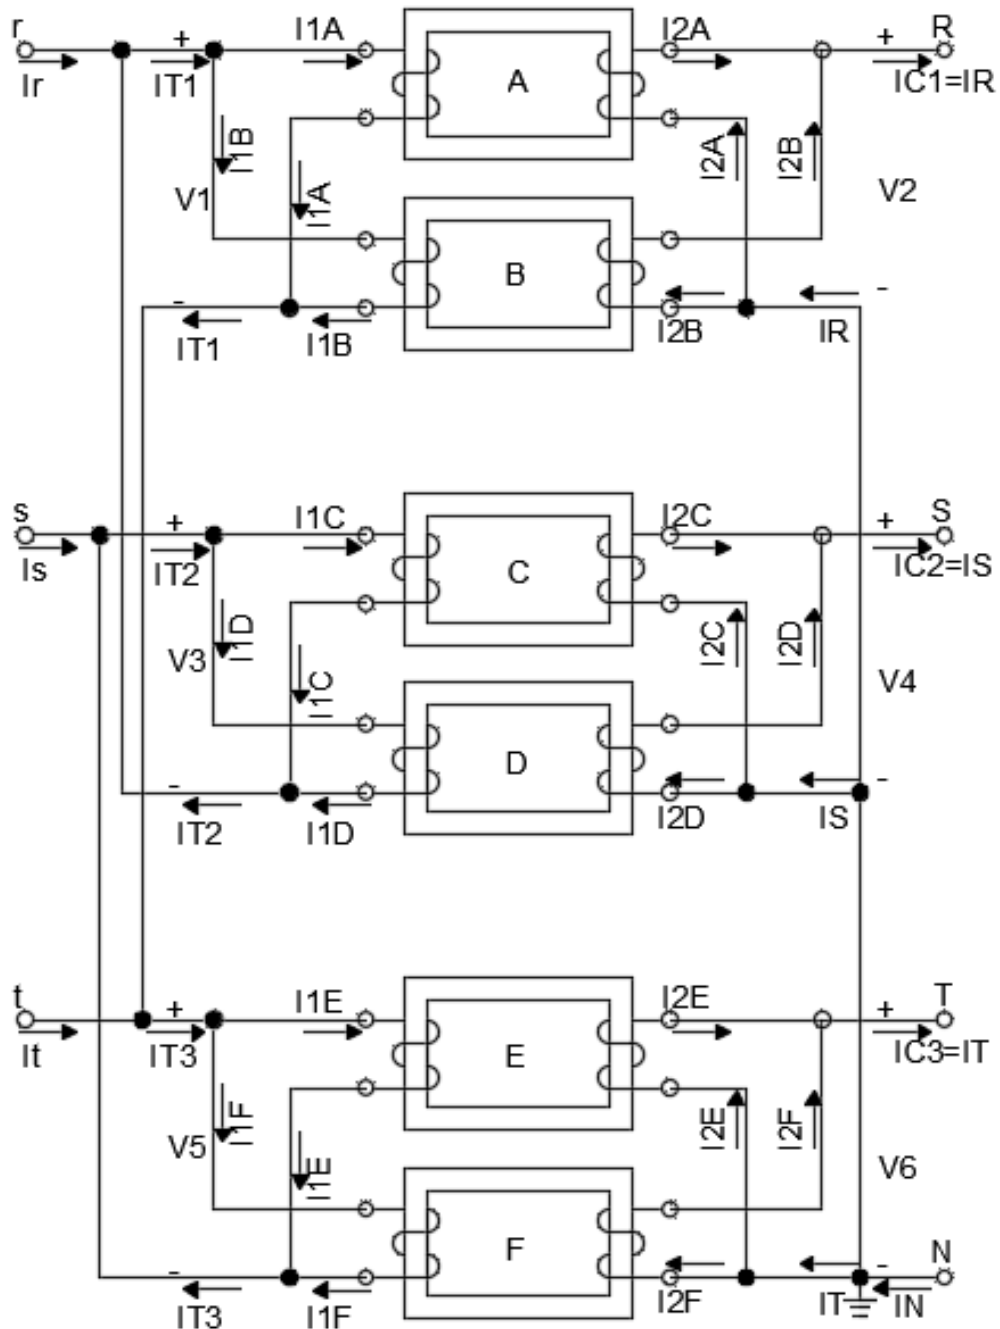 r + I1A I2A + R
Ir IT1 A IC1=IR
I1B I2A I2B
V1 I1A V2
B
- -
IT1 I1B I2B IR
s + I1C I2C + S
Is IT2 C IC2=IS
I1D I2C I2D
V3 I1C V4
D
- -
IT2 I1D I2D IS
t + I1E I2E + T
It IT3 E IC3=IT
I1F I2E I2F
V5 I1E V6
F N
- -
IT3 I1F I2F IT IN